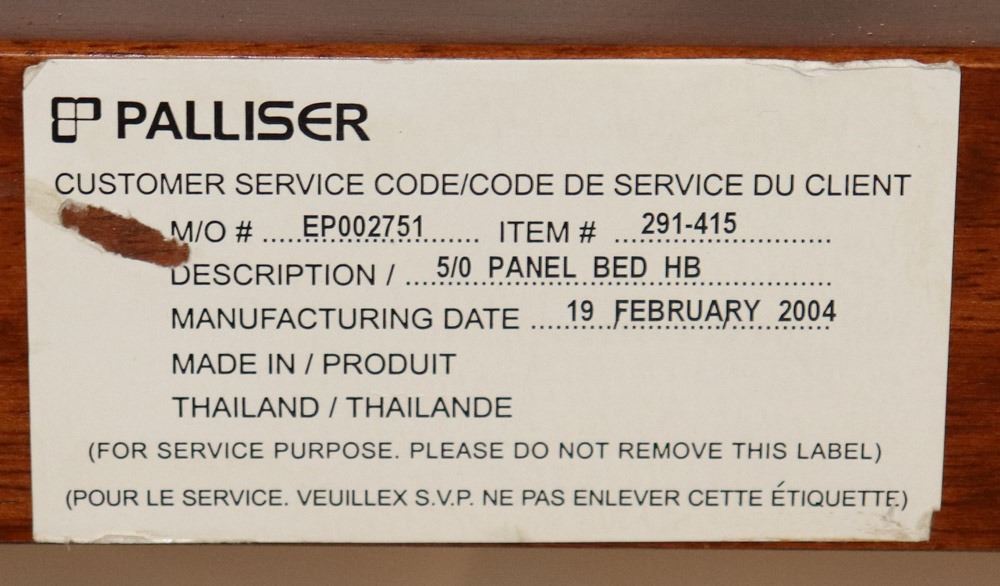 PALLISER
CUSTOMER SERVICE CODE/CODE DE SERVICE DU CLIENT
M/O # EP002751 ITEM # 291-415
DESCRIPTION / 5/0 PANEL BED HB
MANUFACTURING DATE 19 FEBRUARY 2004
MADE IN / PRODUIT
THAILAND / THAILANDE
(FOR SERVICE PURPOSE. PLEASE DO NOT REMOVE THIS LABEL)
(POUR LE SERVICE. VEUILLEX S.V.P. NE PAS ENLEVER CETTE ÉTIQUETTE.)